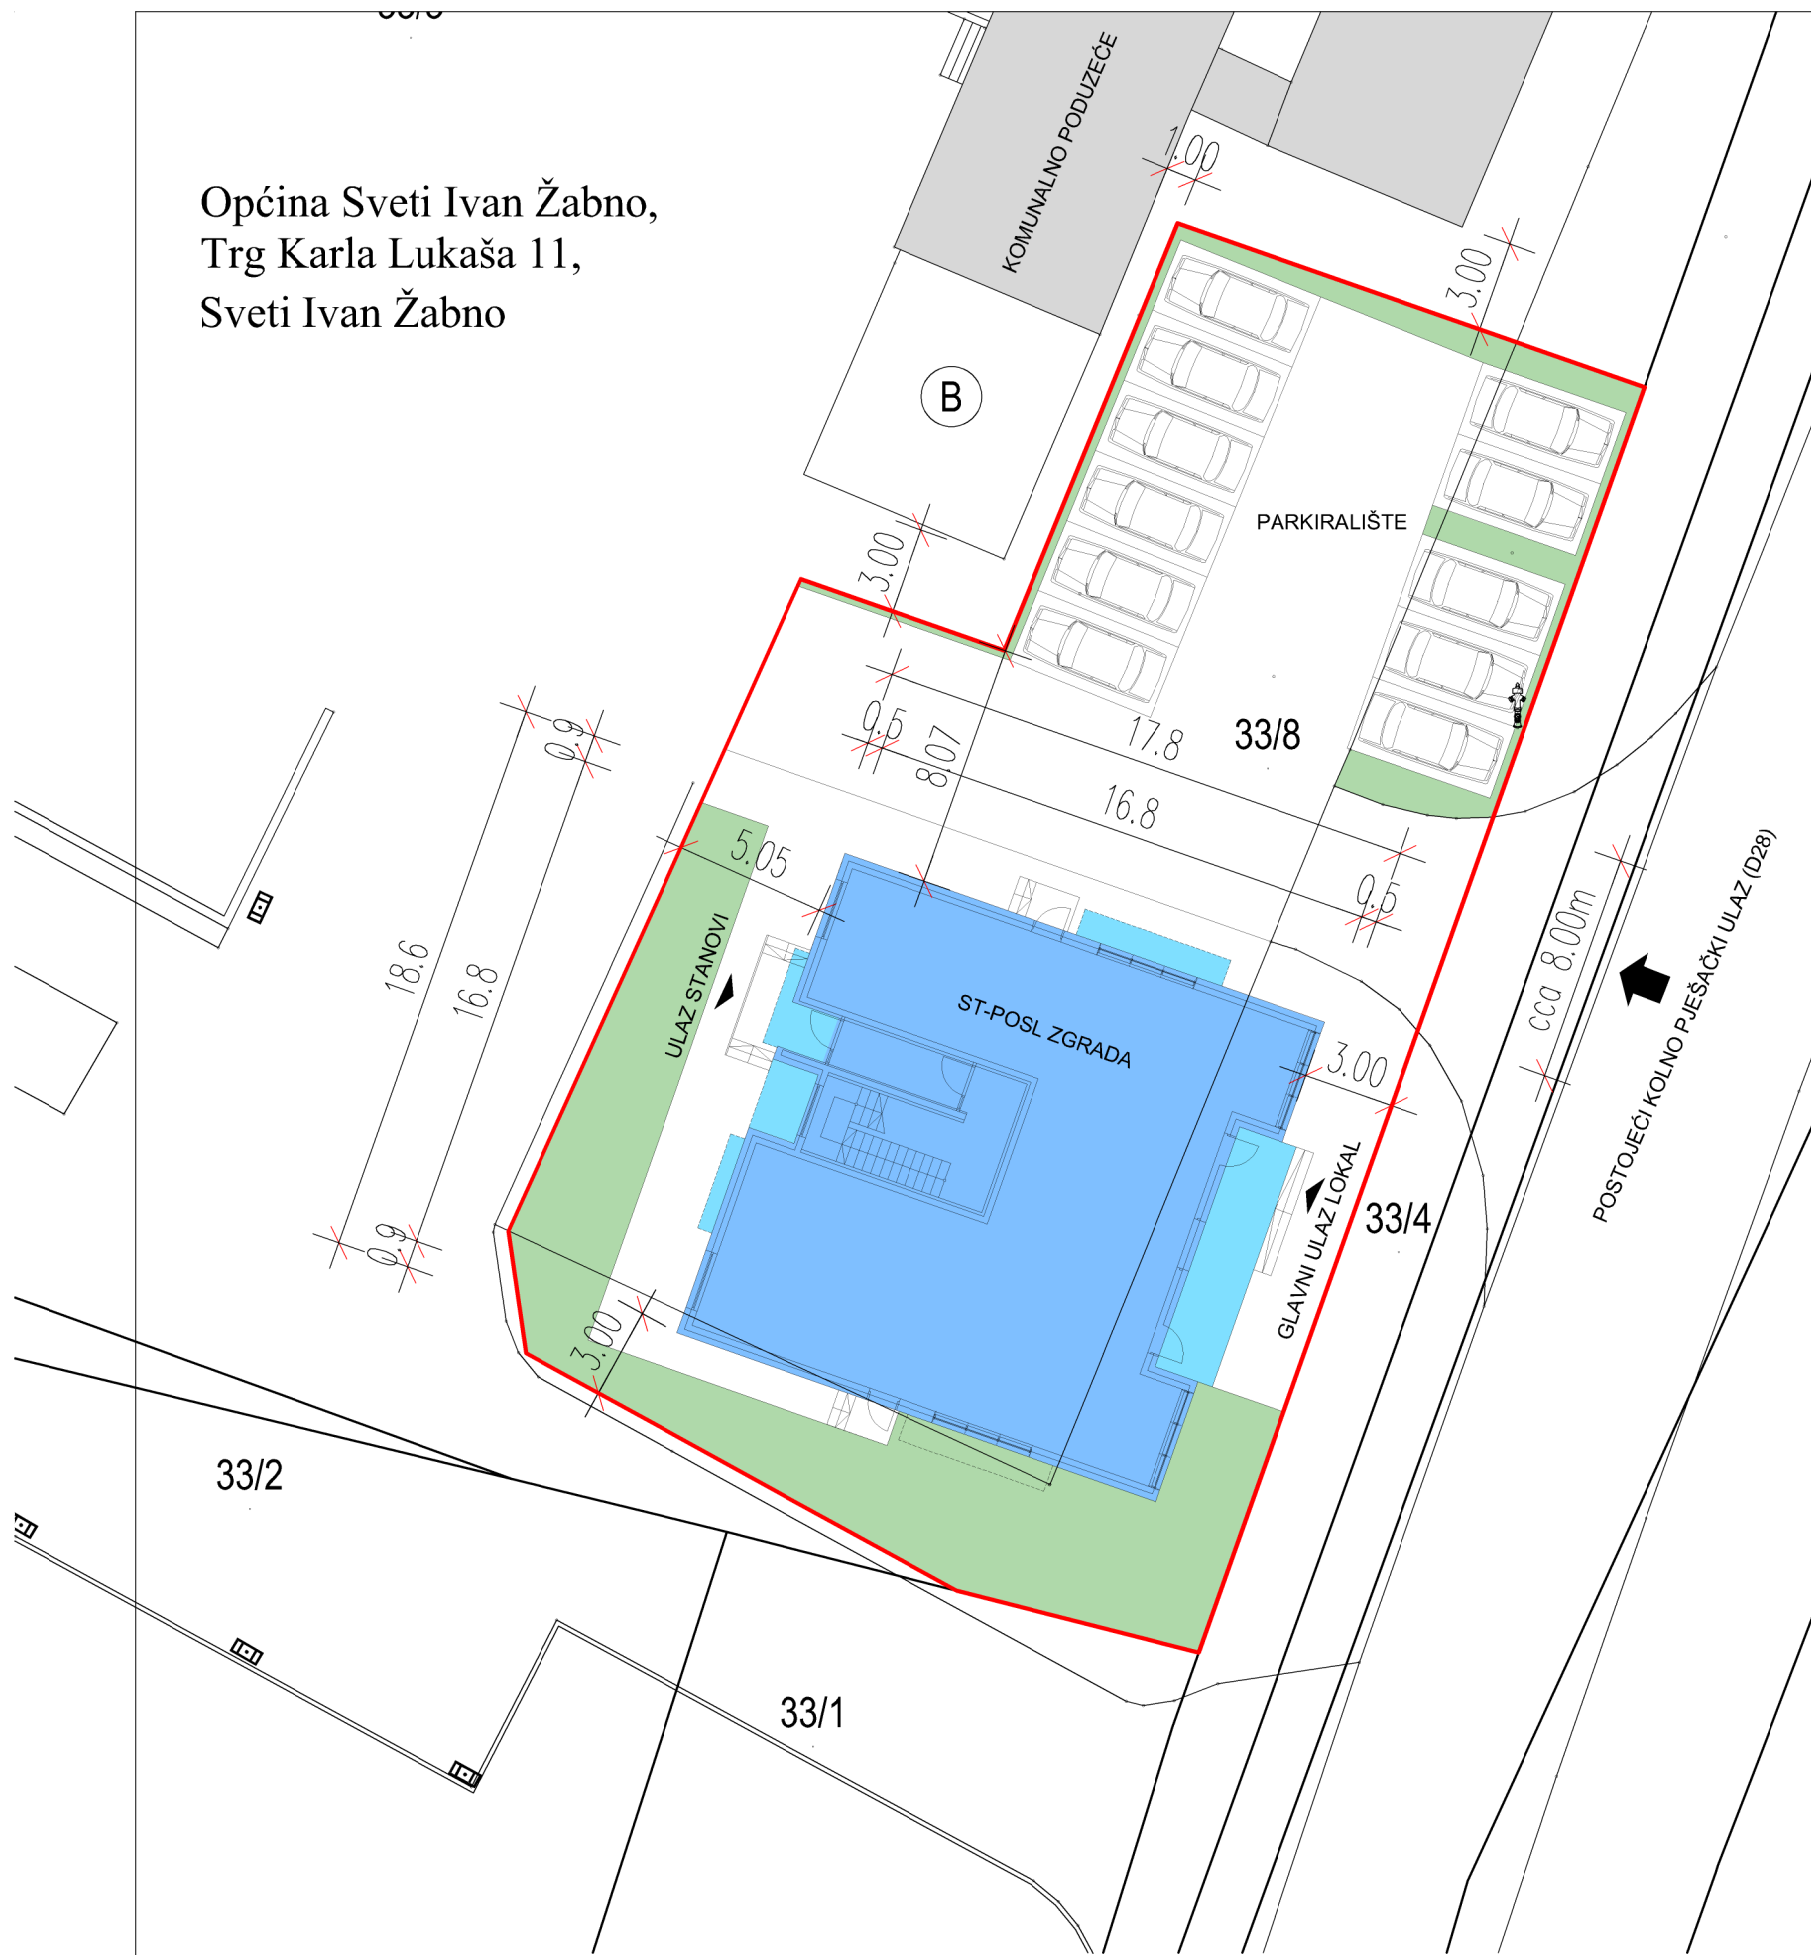 KOMUNALNO PODUZEĆE
1.00
Općina Sveti Ivan Žabno,
Trg Karla Lukaša 11,
Sveti Ivan Žabno
3.00
B
PARKIRALIŠTE
3.00
0.9
0.5
8.07
17.8
33/8
16.8
5.05
0.5
18.6
16.8
cca 8.00m
POSTOJEĆI KOLNO PJEŠAČKI ULAZ (D28)
ULAZ STANOVI
ST-POSL ZGRADA
3.00
33/4
GLAVNI ULAZ LOKAL
0.9
3.00
33/2
33/1